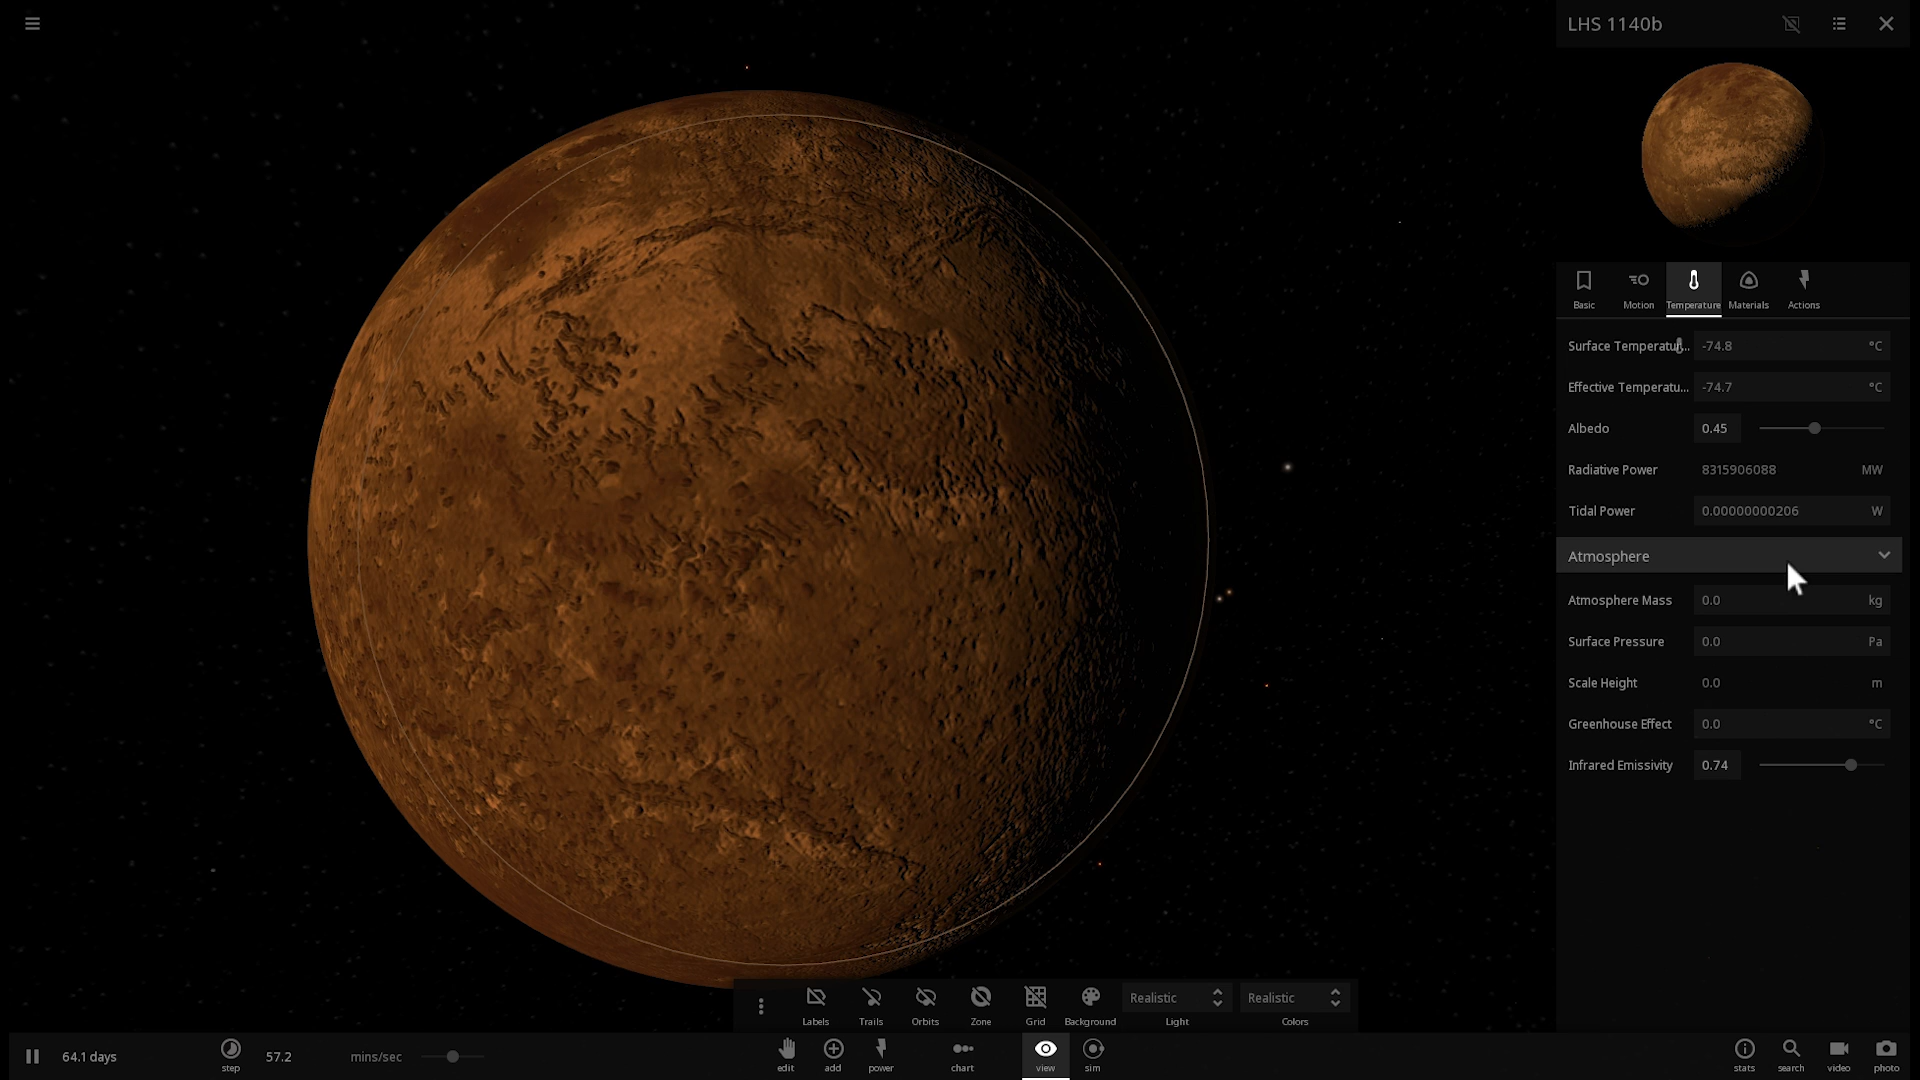 LHS 1140b
Basic Motion Temperature Materials Actions
Surface Temperatur... -74.8 °C
Effective Temperatu... -74.7 °C
Albedo 0.45
Radiative Power 8315906088 MW
Tidal Power 0.00000000206 W
Atmosphere
Atmosphere Mass 0.0 kg
Surface Pressure 0.0 Pa
Scale Height 0.0 m
Greenhouse Effect 0.0 °C
Infrared Emissivity 0.74
Realistic Realistic
Labels Trails Orbits Zone Grid Background Light Colors
64.1 days step 57.2 mins/sec edit add power chart view sim stats search video photo